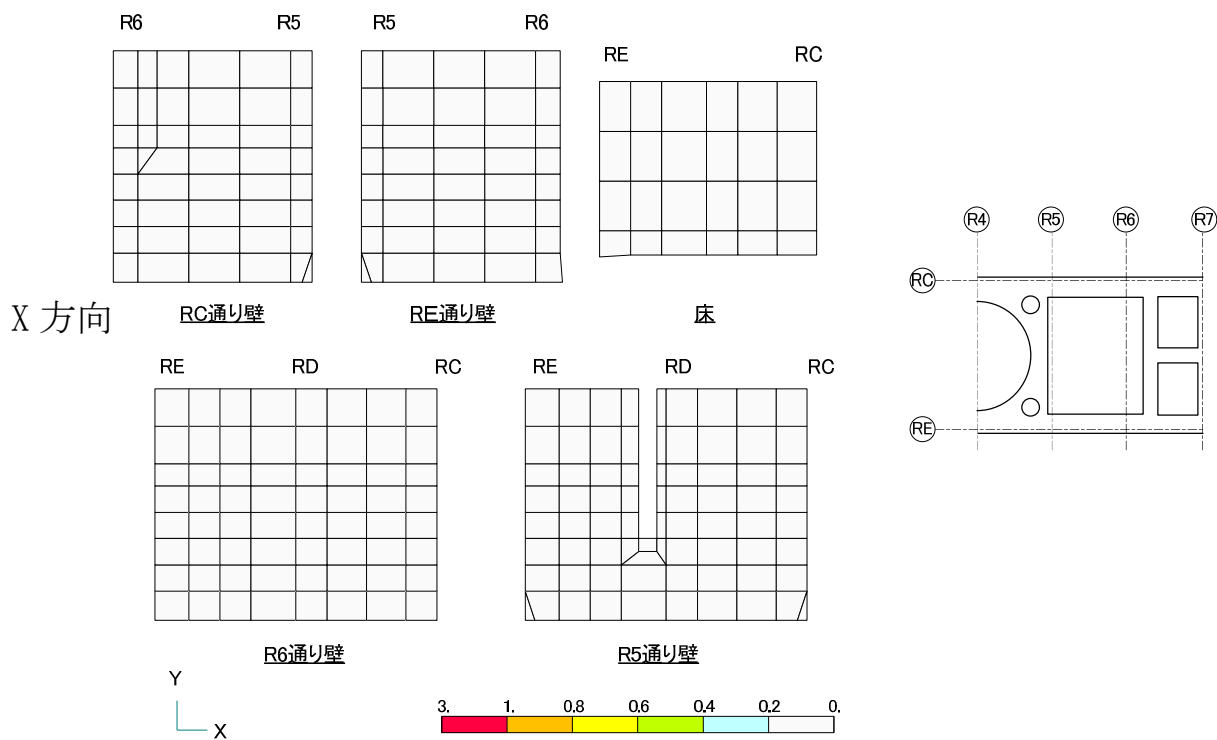 R6 R5
R5 R6
RE RC
RC通り壁
RE通り壁
床
X 方向
RE RD RC
RE RD RC
R6通り壁
R5通り壁
R4 R5 R6 R7
RC
RE
Y
X
3. 1. 0.8 0.6 0.4 0.2 0.